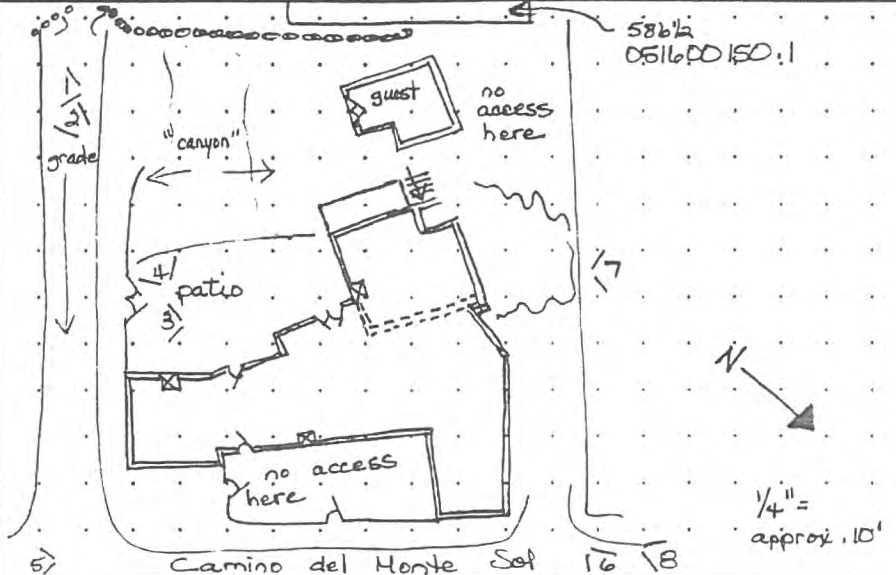 586½
051600150.1
guest
no
access
here
1/
2/
grade
"canyon"
4/
patio
3/
\7
N
no access
here
1/4" =
approx. 10'
5/
Camino del Monte Sol
\6
\8